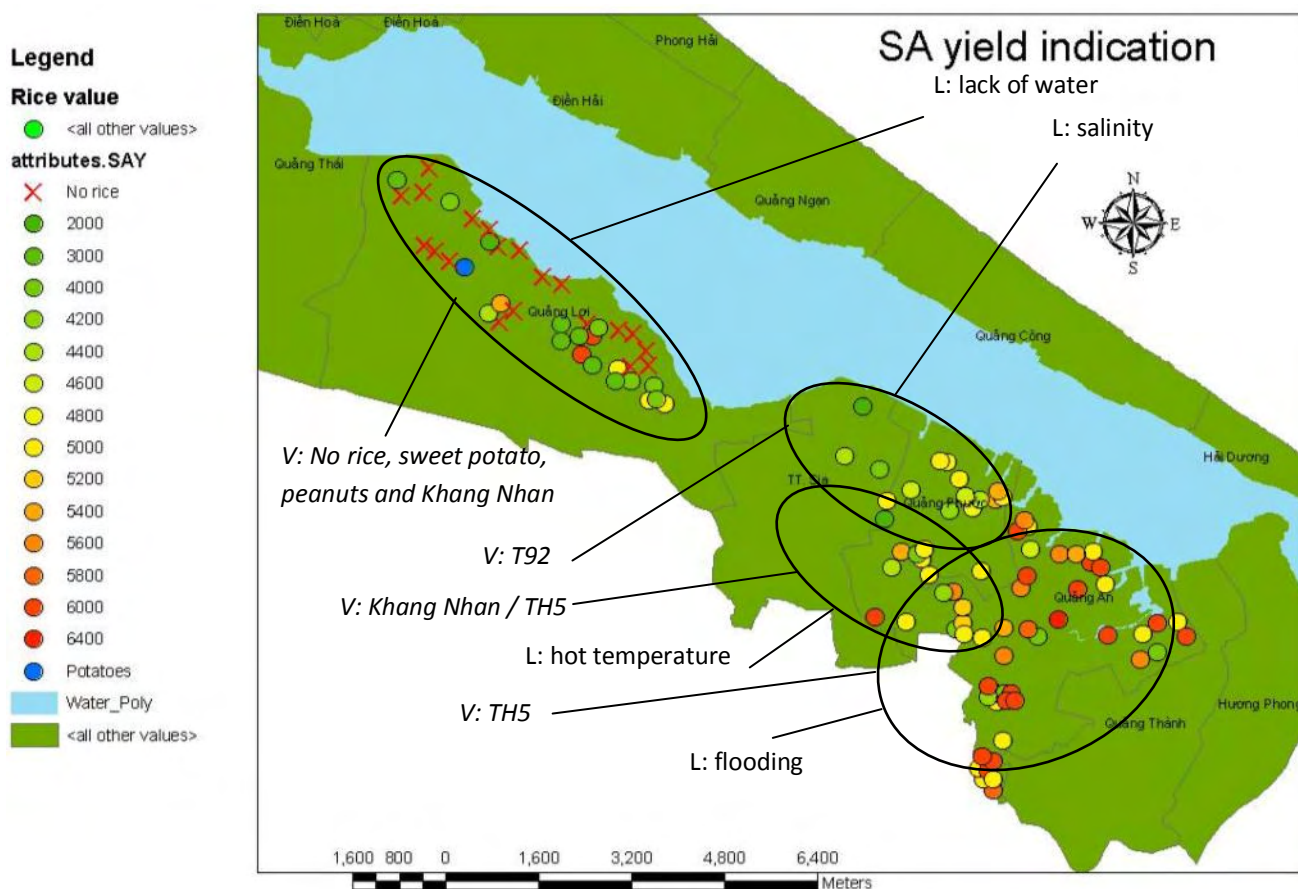 SA yield indication
L: lack of water
L: salinity
N
W
E
S
Legend
Rice value
<all other values>
attributes.SAY
No rice
2000
3000
4000
4200
4400
4600
4800
5000
5200
5400
5600
5800
6000
6400
Potatoes
Water_Poly
<all other values>
Điền Hoà
Điền Hoà
Phong Hải
Điền Hải
Quảng Thái
Quảng Ngạn
Quảng Lợi
Quảng Công
Hải Dương
TT. Sịa
Quảng Phước
Quảng An
Quảng Thành
Hương Phong
V: No rice, sweet potato,
peanuts and Khang Nhan
V: T92
V: Khang Nhan / TH5
L: hot temperature
V: TH5
L: flooding
1,600 800 0 1,600 3,200 4,800 6,400
Meters